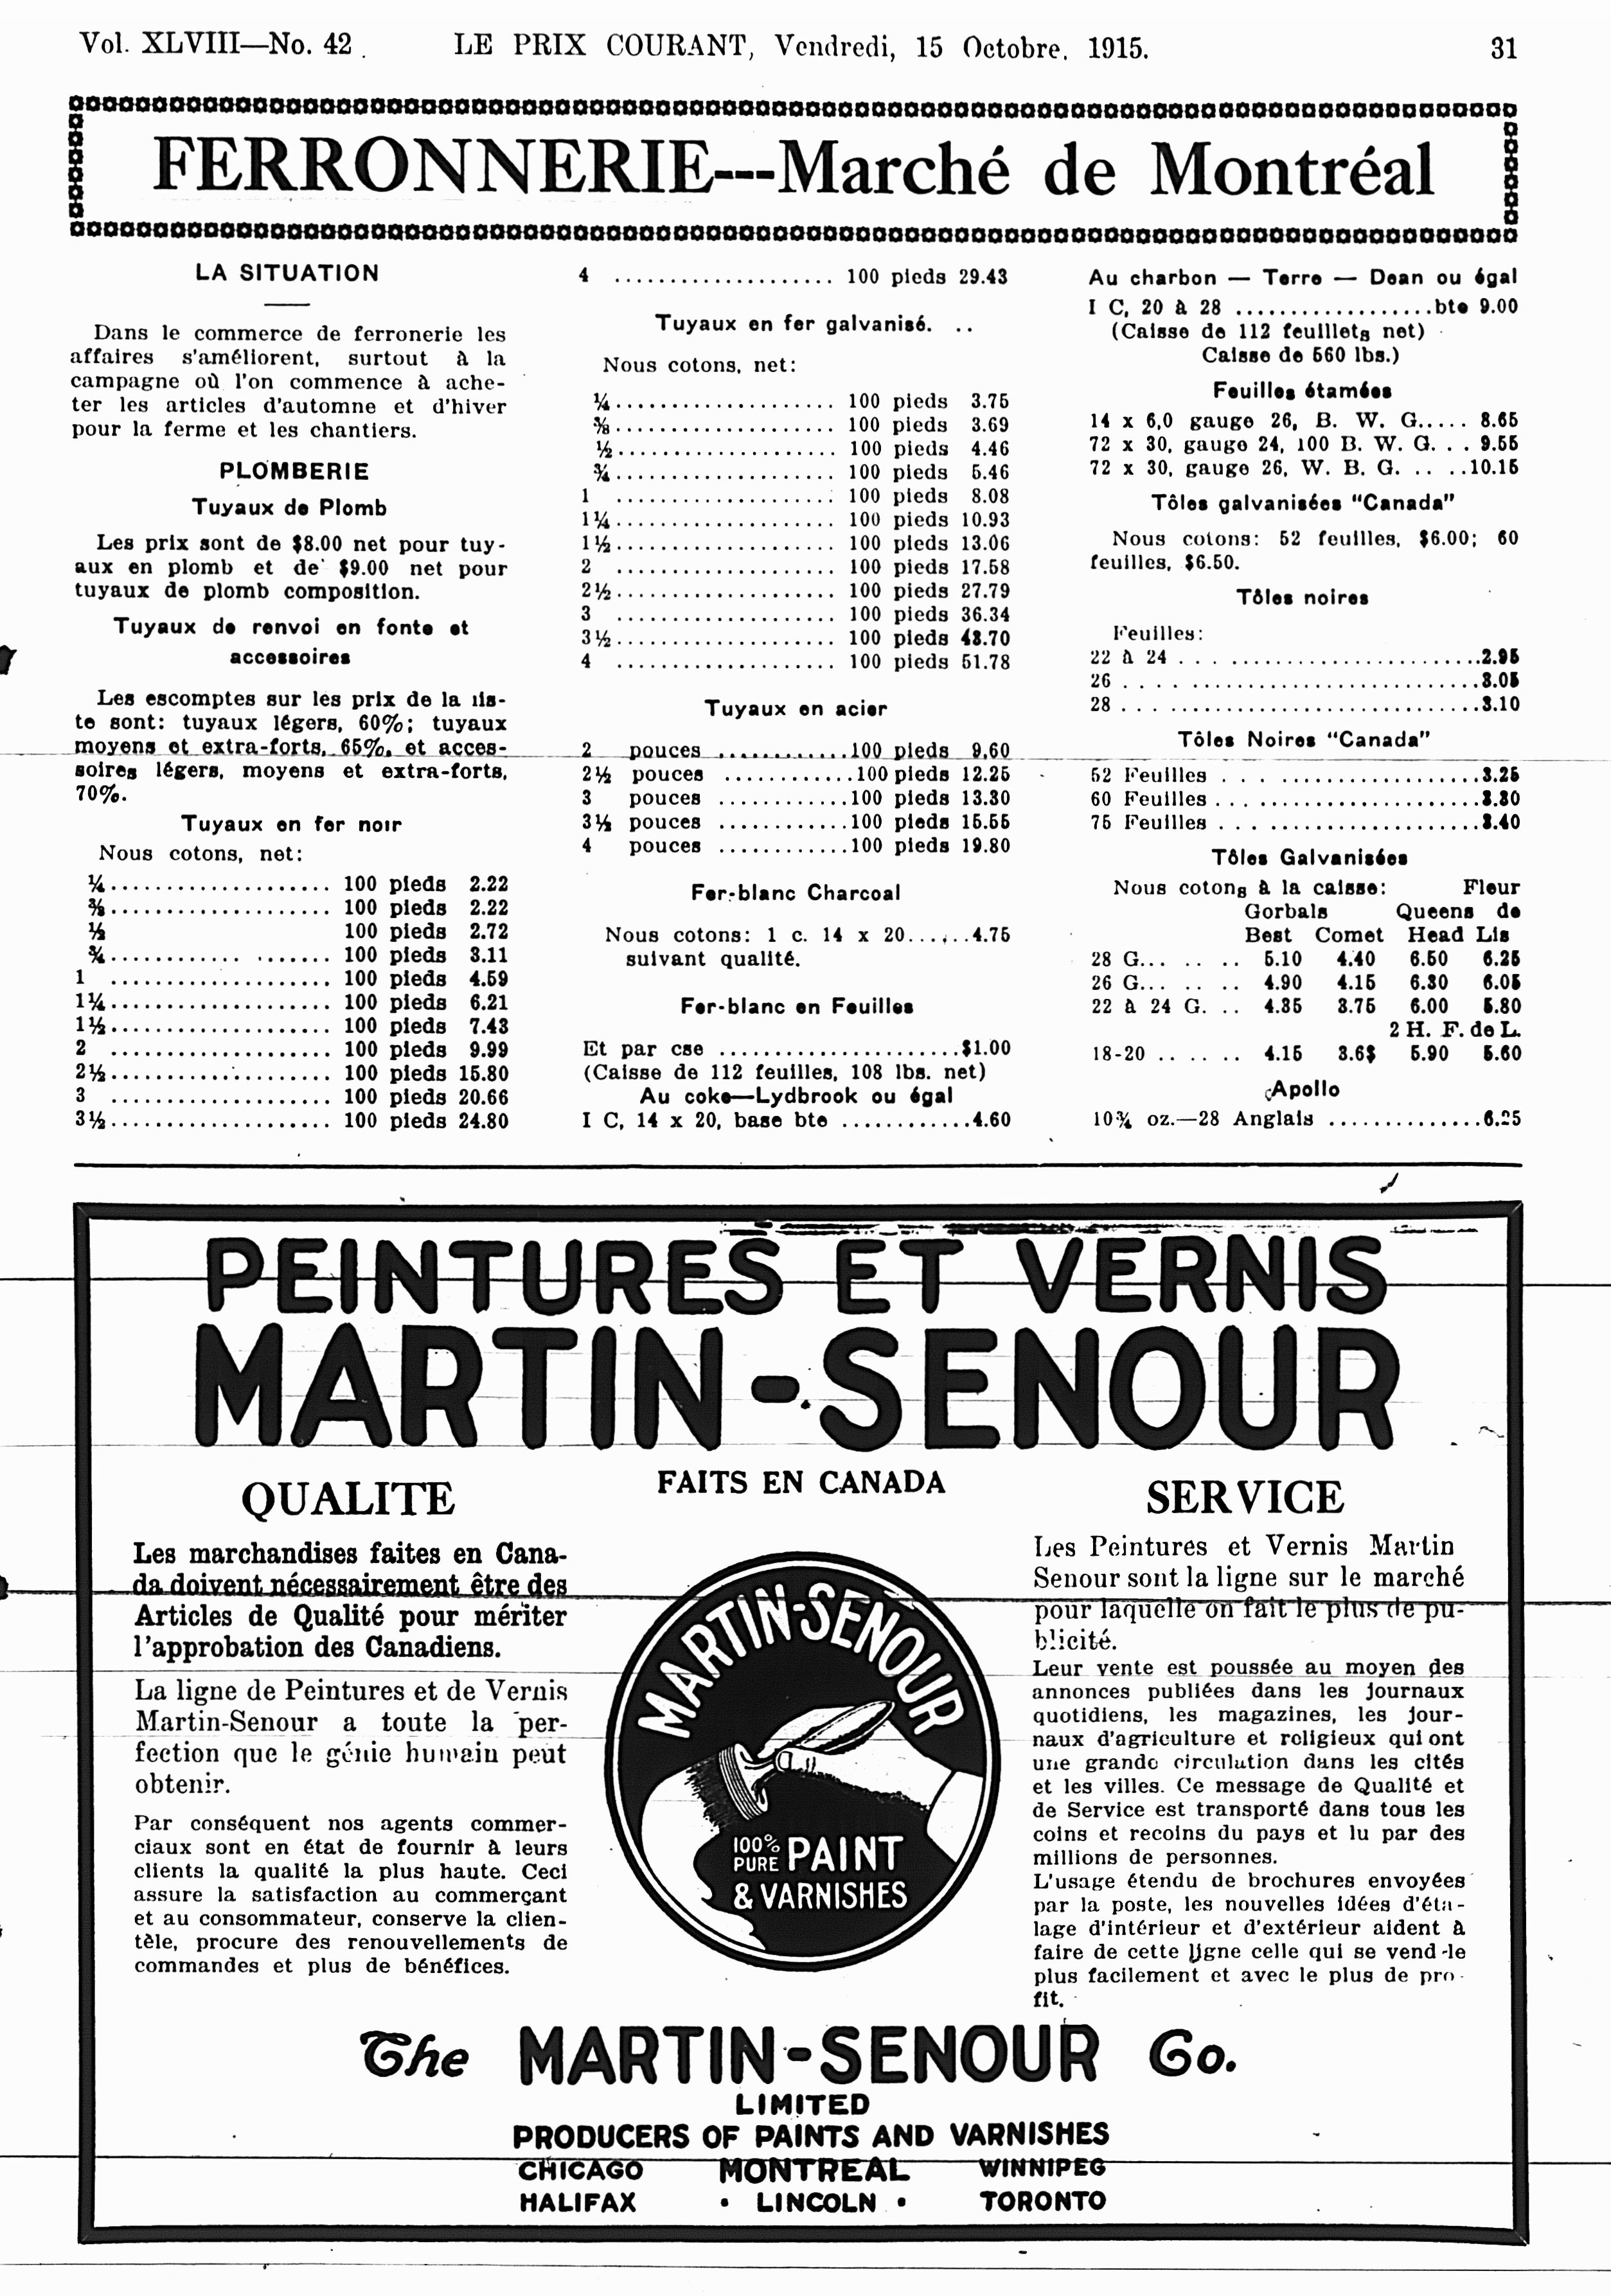 Vol. XLVIII—No. 42 LE PRIX COURANT, Vendredi, 15 Octobre, 1915. 31
FERRONNERIE---Marché de Montréal
LA SITUATION
Dans le commerce de ferronerie les
affaires s'améliorent, surtout à la
campagne où l'on commence à ache-
ter les articles d'automne et d'hiver
pour la ferme et les chantiers.
PLOMBERIE
Tuyaux de Plomb
Les prix sont de $8.00 net pour tuy-
aux en plomb et de $9.00 net pour
tuyaux de plomb composition.
Tuyaux de renvoi en fonte et
accessoires
Les escomptes sur les prix de la lis-
te sont: tuyaux légers, 60%; tuyaux
moyens et extra-forts, 65%, et acces-
soires légers, moyens et extra-forts,
70%.
Tuyaux en fer noir
Nous cotons, net:
¼.................... 100 pieds 2.22
⅜.................... 100 pieds 2.22
½ 100 pieds 2.72
¾............ ....... 100 pieds 3.11
1 .................... 100 pieds 4.59
1¼.................... 100 pieds 6.21
1½.................... 100 pieds 7.43
2 .................... 100 pieds 9.99
2½.................... 100 pieds 15.80
3 .................... 100 pieds 20.66
3½.................... 100 pieds 24.80
4 .................... 100 pieds 29.43
Tuyaux en fer galvanisé. ..
Nous cotons, net:
¼.................... 100 pieds 3.75
⅜.................... 100 pieds 3.69
½.................... 100 pieds 4.46
¾.................... 100 pieds 5.46
1 .................... 100 pieds 8.08
1¼.................... 100 pieds 10.93
1½.................... 100 pieds 13.06
2 .................... 100 pieds 17.58
2½.................... 100 pieds 27.79
3 .................... 100 pieds 36.34
3½.................... 100 pieds 43.70
4 .................... 100 pieds 51.78
Tuyaux en acier
2 pouces ............100 pieds 9.60
2½ pouces ............100 pieds 12.25
3 pouces ............100 pieds 13.30
3½ pouces ............100 pieds 15.55
4 pouces ............100 pieds 19.80
Fer-blanc Charcoal
Nous cotons: 1 c. 14 x 20......4.75
suivant qualité.
Fer-blanc en Feuilles
Et par cse ......................$1.00
(Caisse de 112 feuilles, 108 lbs. net)
Au coke—Lydbrook ou égal
I C, 14 x 20, base bte ............4.60
Au charbon — Terre — Dean ou égal
I C, 20 à 28 ..................bte 9.00
(Caisse de 112 feuillets net)
Caisse de 560 lbs.)
Feuilles étamées
14 x 6,0 gauge 26, B. W. G..... 8.65
72 x 30, gauge 24, 100 B. W. G. . . 9.55
72 x 30, gauge 26, W. B. G. .. ..10.15
Tôles galvanisées "Canada"
Nous cotons: 52 feuilles, $6.00; 60
feuilles, $6.50.
Tôles noires
Feuilles:
22 à 24 . . . .......................2.95
26 . . . . ...........................3.05
28 . . . ............................3.10
Tôles Noires "Canada"
52 Feuilles . . . ....................3.25
60 Feuilles . . . ....................3.30
75 Feuilles . . . ...................3.40
Tôles Galvanisées
Nous cotons à la caisse: Fleur
Gorbals Queens de
Best Comet Head Lis
28 G... .. .. 5.10 4.40 6.50 6.25
26 G... .. .. 4.90 4.15 6.30 6.05
22 à 24 G. .. 4.35 3.75 6.00 5.80
2 H. F. de L.
18-20 .. .. .. 4.15 3.6$ 5.90 5.60
Apollo
10¾ oz.—28 Anglais ..............6.25
PEINTURES ET VERNIS
MARTIN-SENOUR
FAITS EN CANADA
QUALITE
Les marchandises faites en Cana-
da doivent nécessairement être des
Articles de Qualité pour mériter
l'approbation des Canadiens.
La ligne de Peintures et de Vernis
Martin-Senour a toute la per-
fection que le génie humain peut
obtenir.
Par conséquent nos agents commer-
ciaux sont en état de fournir à leurs
clients la qualité la plus haute. Ceci
assure la satisfaction au commerçant
et au consommateur, conserve la clien-
tèle, procure des renouvellements de
commandes et plus de bénéfices.
MARTIN-SENOUR
100% PURE PAINT
& VARNISHES
SERVICE
Les Peintures et Vernis Martin
Senour sont la ligne sur le marché
pour laquelle on fait le plus de pu-
blicité.
Leur vente est poussée au moyen des
annonces publiées dans les journaux
quotidiens, les magazines, les jour-
naux d'agriculture et religieux qui ont
une grande circulation dans les cités
et les villes. Ce message de Qualité et
de Service est transporté dans tous les
coins et recoins du pays et lu par des
millions de personnes.
L'usage étendu de brochures envoyées
par la poste, les nouvelles idées d'éta-
lage d'intérieur et d'extérieur aident à
faire de cette ligne celle qui se vend-le
plus facilement et avec le plus de pro-
fit.
The MARTIN-SENOUR Co.
LIMITED
PRODUCERS OF PAINTS AND VARNISHES
CHICAGO MONTREAL WINNIPEG
HALIFAX • LINCOLN • TORONTO